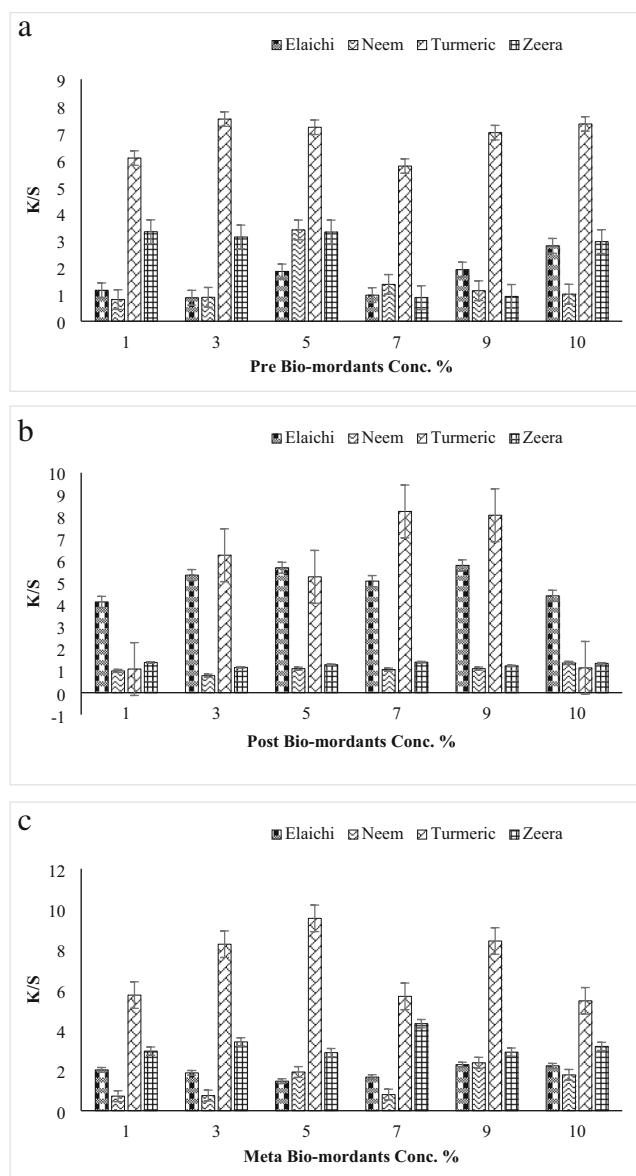 a
Elaichi Neem Turmeric Zeera
9
8
7
6
5
4
3
2
1
0
K/S
1 3 5 7 9 10
Pre Bio-mordants Conc. %
b
Elaichi Neem Turmeric Zeera
10
9
8
7
6
5
4
3
2
1
0
-1
K/S
1 3 5 7 9 10
Post Bio-mordants Conc. %
c
Elaichi Neem Turmeric Zeera
12
10
8
6
4
2
0
K/S
1 3 5 7 9 10
Meta Bio-mordants Conc. %